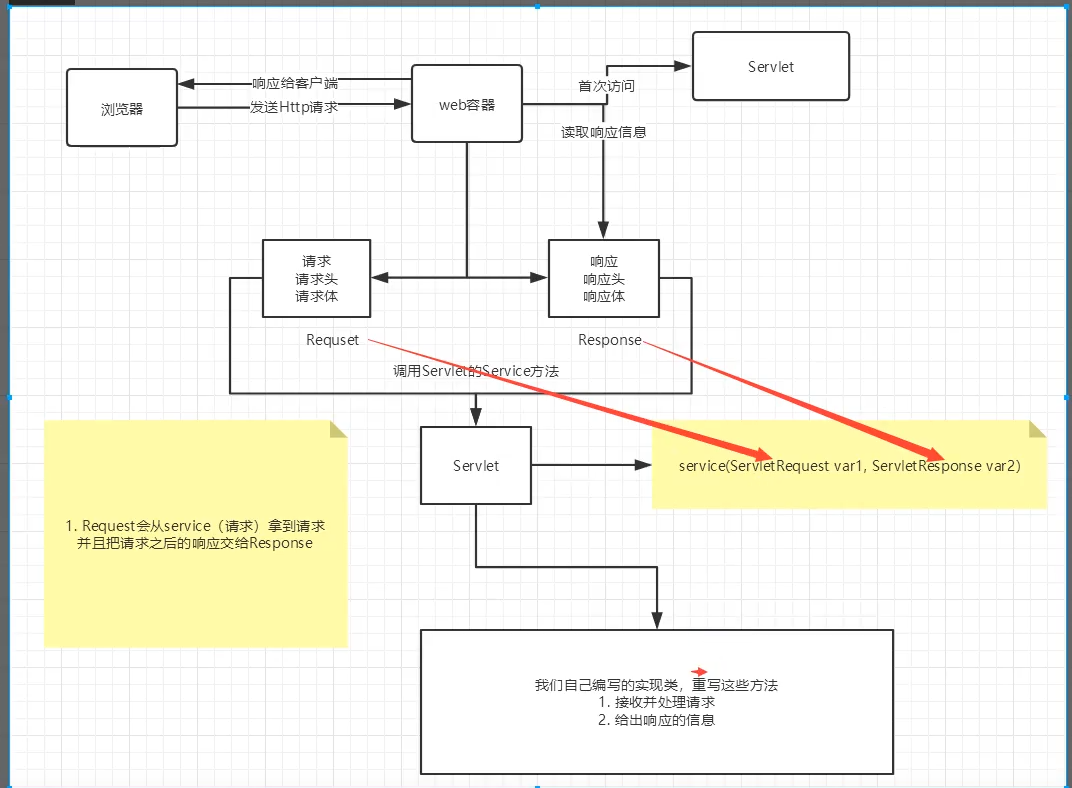 Servlet
响应给客户端
浏览器
发送Http请求
web容器
首次访问
读取响应信息
请求
请求头
请求体
响应
响应头
响应体
Requset
Response
调用Servlet的Service方法
Servlet
service(ServletRequest var1, ServletResponse var2)
1. Request会从service（请求）拿到请求
并且把请求之后的响应交给Response
我们自己编写的实现类，重写这些方法
1. 接收并处理请求
2. 给出响应的信息